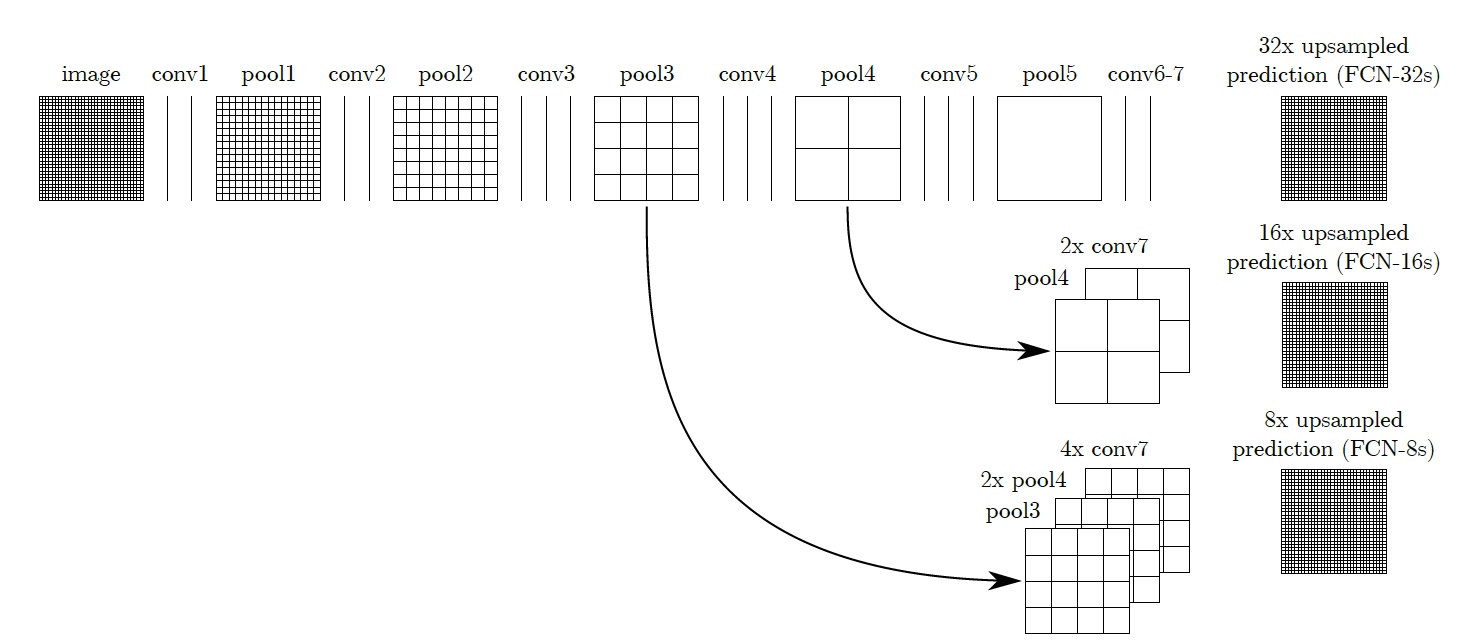 image
conv1
pool1
conv2
pool2
conv3
pool3
conv4
pool4
conv5
pool5
conv6-7
32x upsampled
prediction (FCN-32s)
2x conv7
pool4
16x upsampled
prediction (FCN-16s)
4x conv7
2x pool4
pool3
8x upsampled
prediction (FCN-8s)